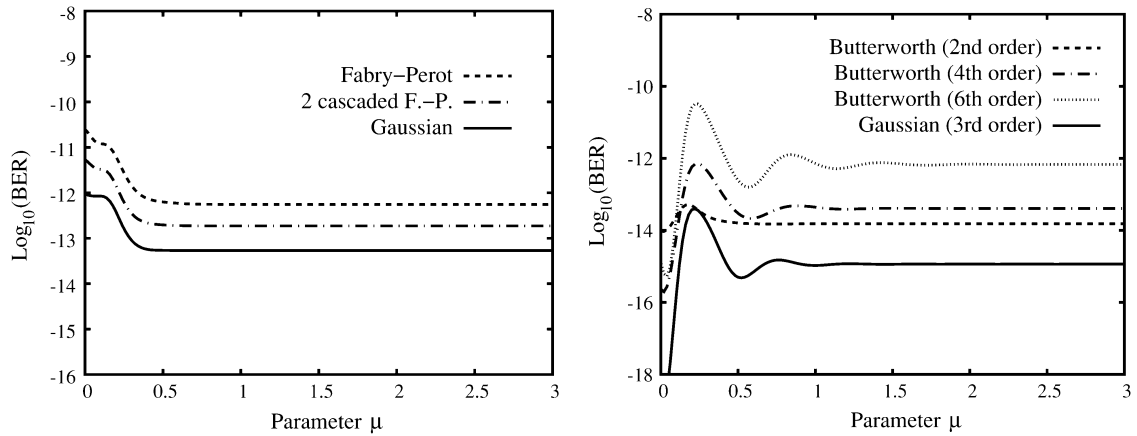 -8
-9
-10
-11
-12
-13
-14
-15
-16
Log10(BER)
Fabry-Perot
2 cascaded F.-P.
Gaussian
0 0.5 1 1.5 2 2.5 3
Parameter μ
-8
-10
-12
-14
-16
-18
Log10(BER)
Butterworth (2nd order)
Butterworth (4th order)
Butterworth (6th order)
Gaussian (3rd order)
0 0.5 1 1.5 2 2.5 3
Parameter μ